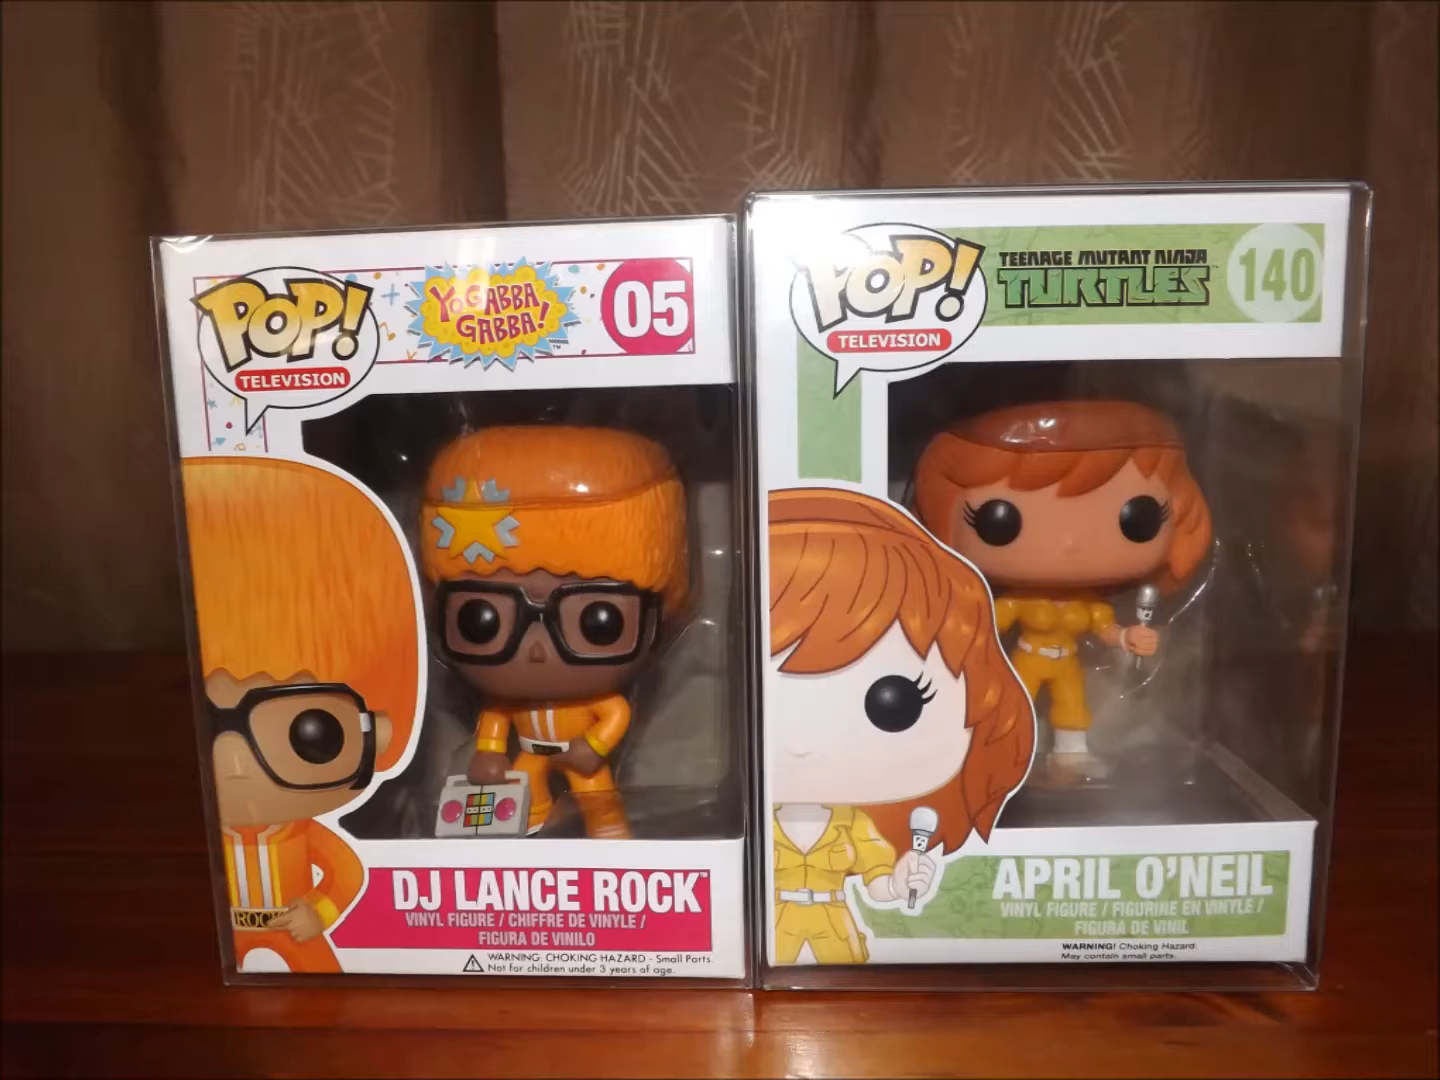 POP!
TELEVISION
YO GABBA
GABBA!
™
05
ROCK
DJ LANCE ROCK™
VINYL FIGURE / CHIFFRE DE VINYLE /
FIGURA DE VINILO
WARNING: CHOKING HAZARD - Small Parts.
Not for children under 3 years of age.
POP!
TELEVISION
TEENAGE MUTANT NINJA
TURTLES
140
APRIL O'NEIL
VINYL FIGURE / FIGURINE EN VINYLE /
FIGURA DE VINIL
WARNING! Choking Hazard.
May contain small parts.